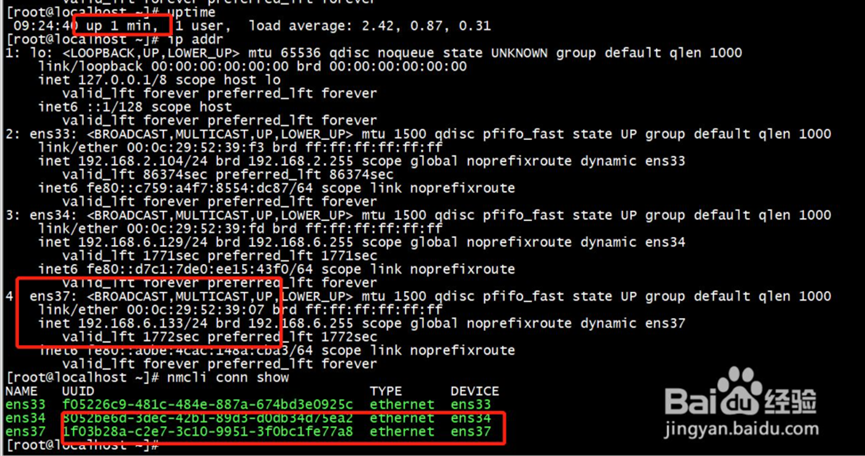 [root@localhost ~]# uptime
09:24:40 up 1 min, 1 user, load average: 2.42, 0.87, 0.31
[root@localhost ~]# ip addr
1: lo: <LOOPBACK,UP,LOWER_UP> mtu 65536 qdisc noqueue state UNKNOWN group default qlen 1000
link/loopback 00:00:00:00:00:00 brd 00:00:00:00:00:00
inet 127.0.0.1/8 scope host lo
valid_lft forever preferred_lft forever
inet6 ::1/128 scope host
valid_lft forever preferred_lft forever
2: ens33: <BROADCAST,MULTICAST,UP,LOWER_UP> mtu 1500 qdisc pfifo_fast state UP group default qlen 1000
link/ether 00:0c:29:52:39:f3 brd ff:ff:ff:ff:ff:ff
inet 192.168.2.104/24 brd 192.168.2.255 scope global noprefixroute dynamic ens33
valid_lft 86374sec preferred_lft 86374sec
inet6 fe80::c759:a4f7:8554:dc87/64 scope link noprefixroute
valid_lft forever preferred_lft forever
3: ens34: <BROADCAST,MULTICAST,UP,LOWER_UP> mtu 1500 qdisc pfifo_fast state UP group default qlen 1000
link/ether 00:0c:29:52:39:fd brd ff:ff:ff:ff:ff:ff
inet 192.168.6.129/24 brd 192.168.6.255 scope global noprefixroute dynamic ens34
valid_lft 1771sec preferred_lft 1771sec
inet6 fe80::d7c1:7de0:ee15:43f0/64 scope link noprefixroute
valid_lft forever preferred_lft forever
4 ens37: <BROADCAST,MULTICAST,UP,LOWER_UP> mtu 1500 qdisc pfifo_fast state UP group default qlen 1000
link/ether 00:0c:29:52:39:07 brd ff:ff:ff:ff:ff:ff
inet 192.168.6.133/24 brd 192.168.6.255 scope global noprefixroute dynamic ens37
valid_lft 1772sec preferred_lft 1772sec
inet6 fe80::a0be:4cac:148a:cba3/64 scope link noprefixroute
valid_lft forever preferred_lft forever
[root@localhost ~]# nmcli conn show
NAME UUID TYPE DEVICE
ens33 f05226c9-481c-484e-887a-674bd3e0925c ethernet ens33
ens34 8052be6d-3dec-42b1-89d3-d0db34d75ea2 ethernet ens34
ens37 1f03b28a-c2e7-3c10-9951-3f0bc1fe77a8 ethernet ens37
[root@localhost ~]#
Baidu 经验
jingyan.baidu.com